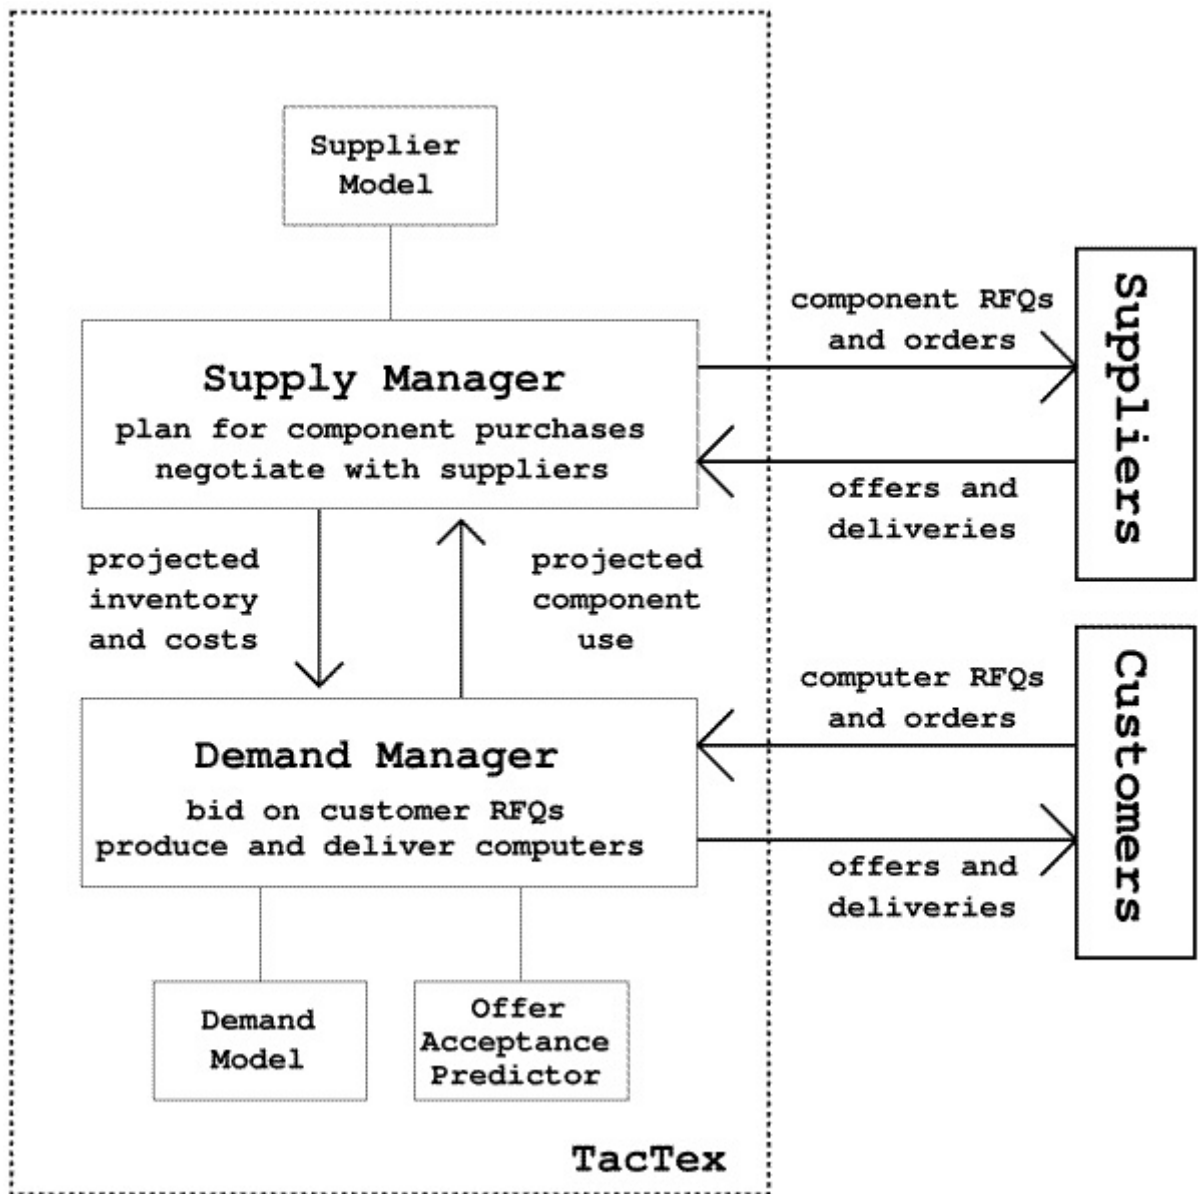 Supplier
Model
Supply Manager
plan for component purchases
negotiate with suppliers
component RFQs
and orders
offers and
deliveries
Suppliers
projected
inventory
and costs
projected
component
use
Demand Manager
bid on customer RFQs
produce and deliver computers
computer RFQs
and orders
offers and
deliveries
Customers
Demand
Model
Offer
Acceptance
Predictor
TacTex